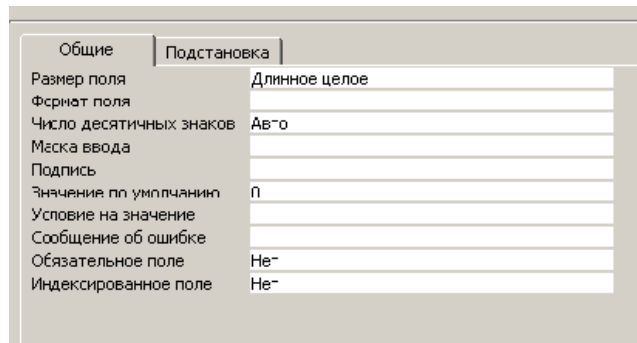 Общие Подстановка
Размер поля Длинное целое
Формат поля
Число десятичных знаков Авто
Маска ввода
Подпись
Значение по умолчанию 0
Условие на значение
Сообщение об ошибке
Обязательное поле Нет
Индексированное поле Нет